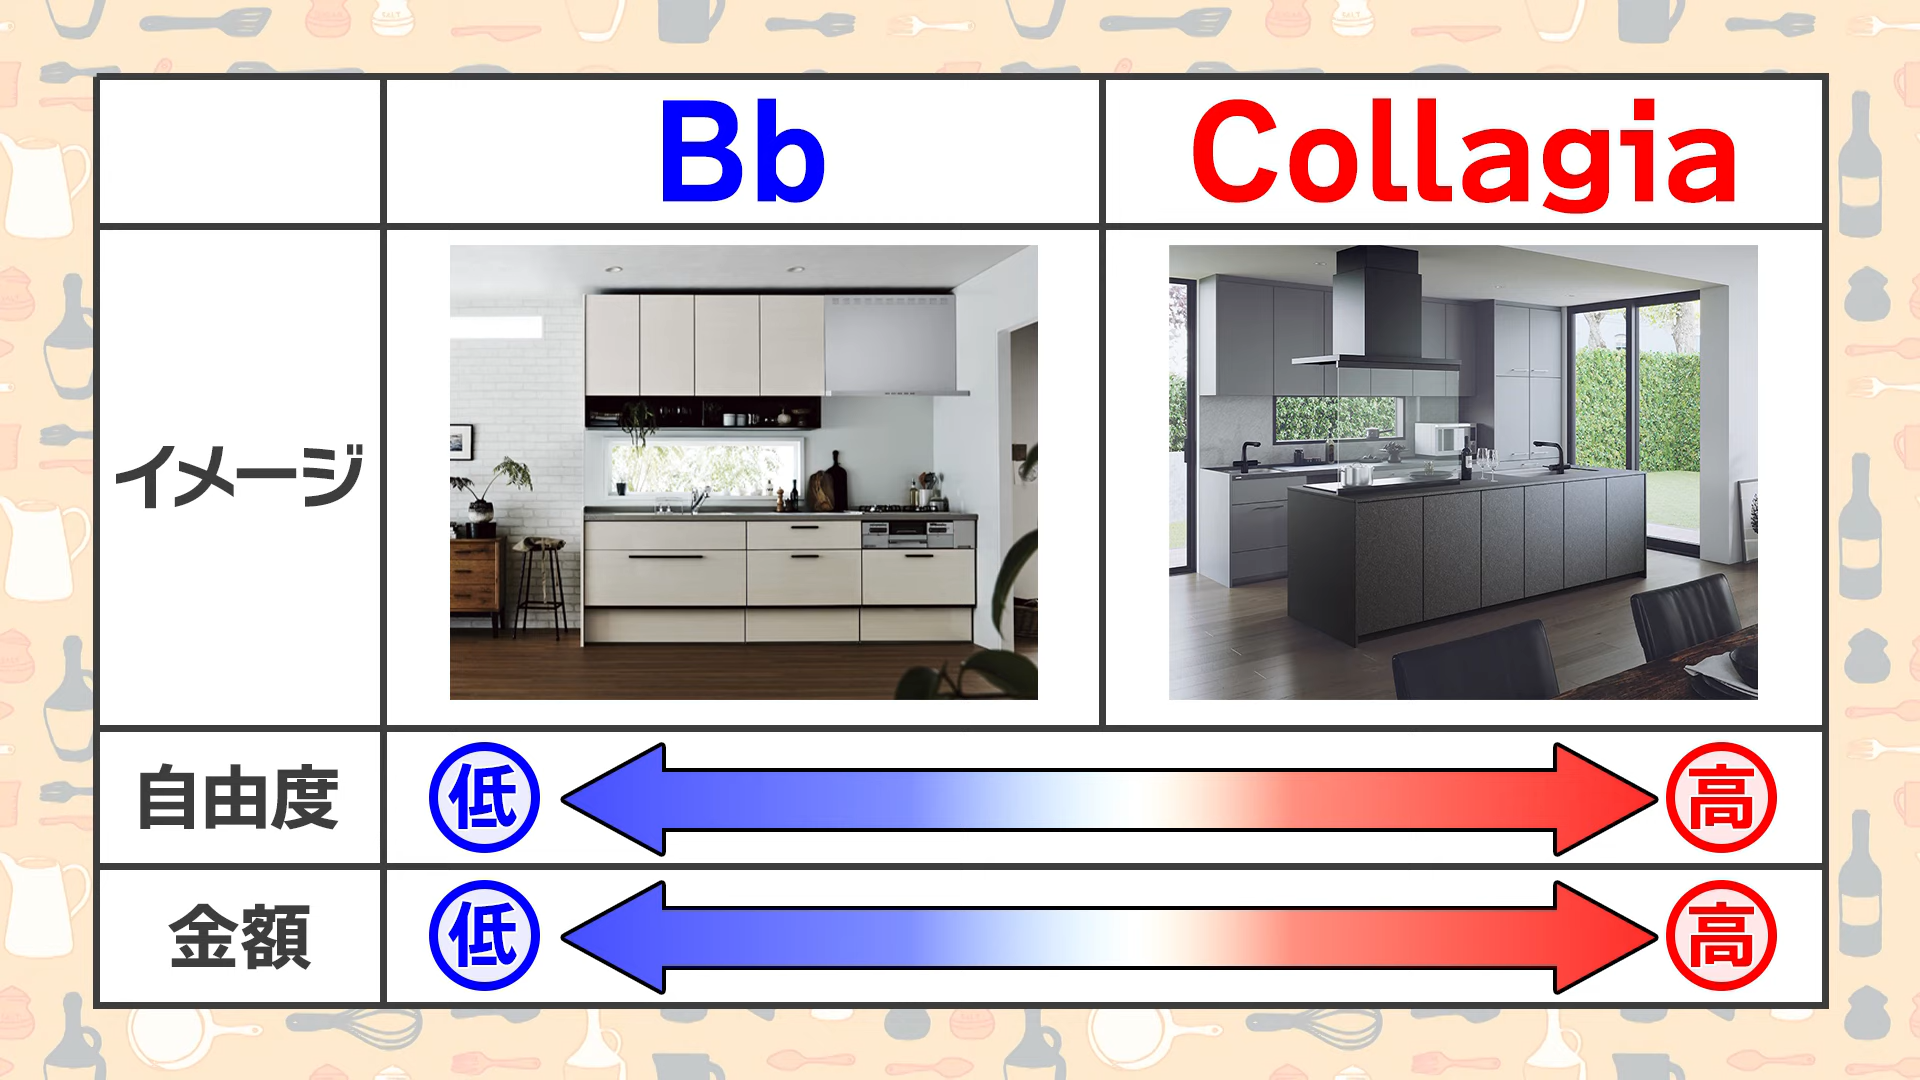 Bb
Collagia
イメージ
自由度
低
高
金額
低
高